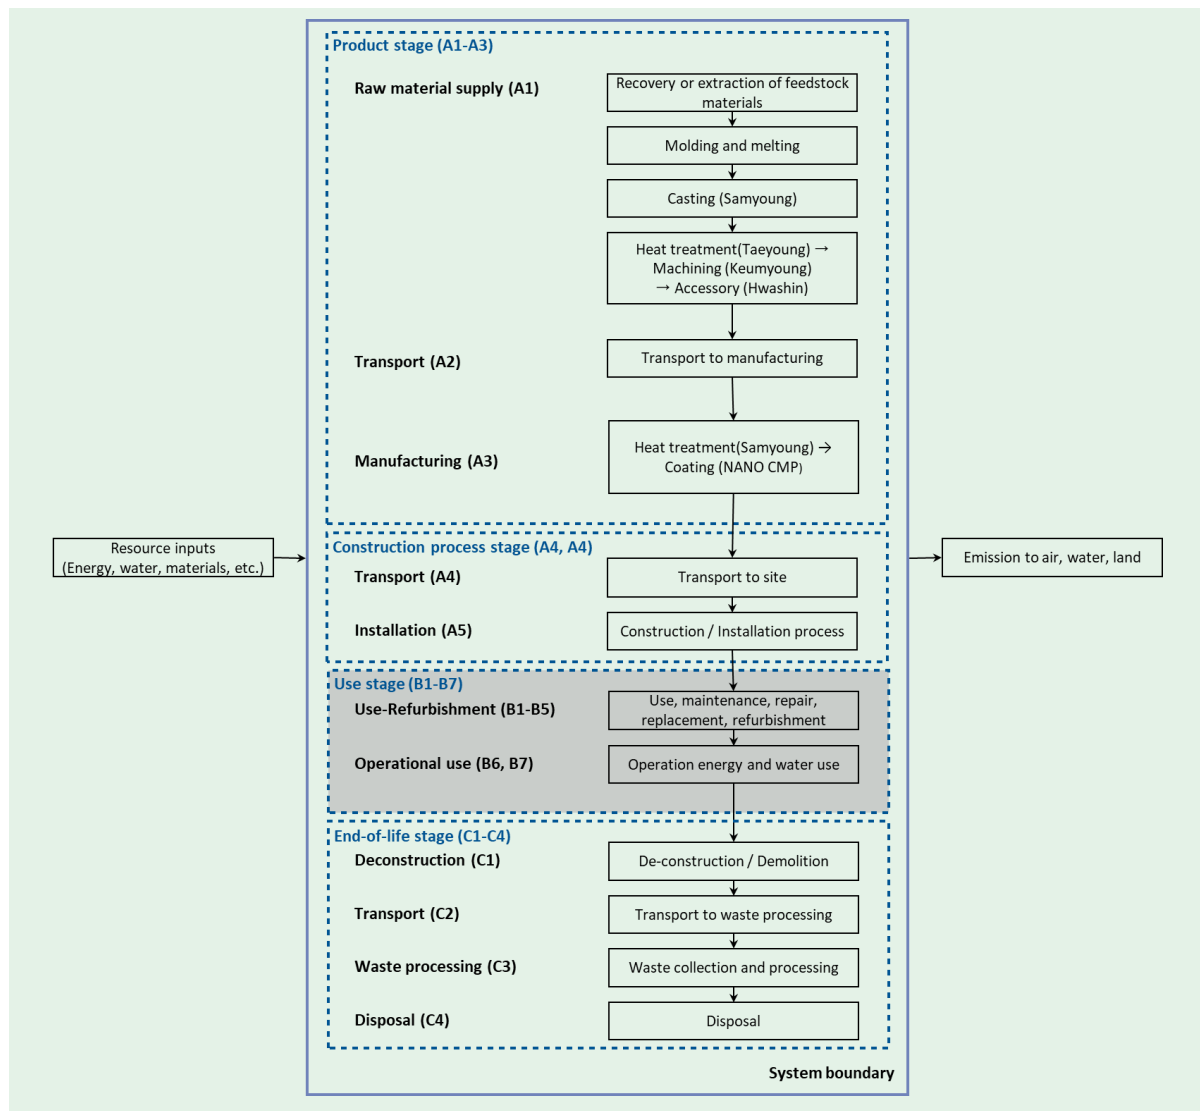 Product stage (A1-A3)
Raw material supply (A1)
Recovery or extraction of feedstock
materials
Molding and melting
Casting (Samyoung)
Heat treatment(Taeyoung) →
Machining (Keumyoung)
→ Accessory (Hwashin)
Transport (A2)
Transport to manufacturing
Manufacturing (A3)
Heat treatment(Samyoung) →
Coating (NANO CMP)
Resource inputs
(Energy, water, materials, etc.)
Construction process stage (A4, A4)
Transport (A4)
Transport to site
Installation (A5)
Construction / Installation process
Emission to air, water, land
Use stage (B1-B7)
Use-Refurbishment (B1-B5)
Use, maintenance, repair,
replacement, refurbishment
Operational use (B6, B7)
Operation energy and water use
End-of-life stage (C1-C4)
Deconstruction (C1)
De-construction / Demolition
Transport (C2)
Transport to waste processing
Waste processing (C3)
Waste collection and processing
Disposal (C4)
Disposal
System boundary